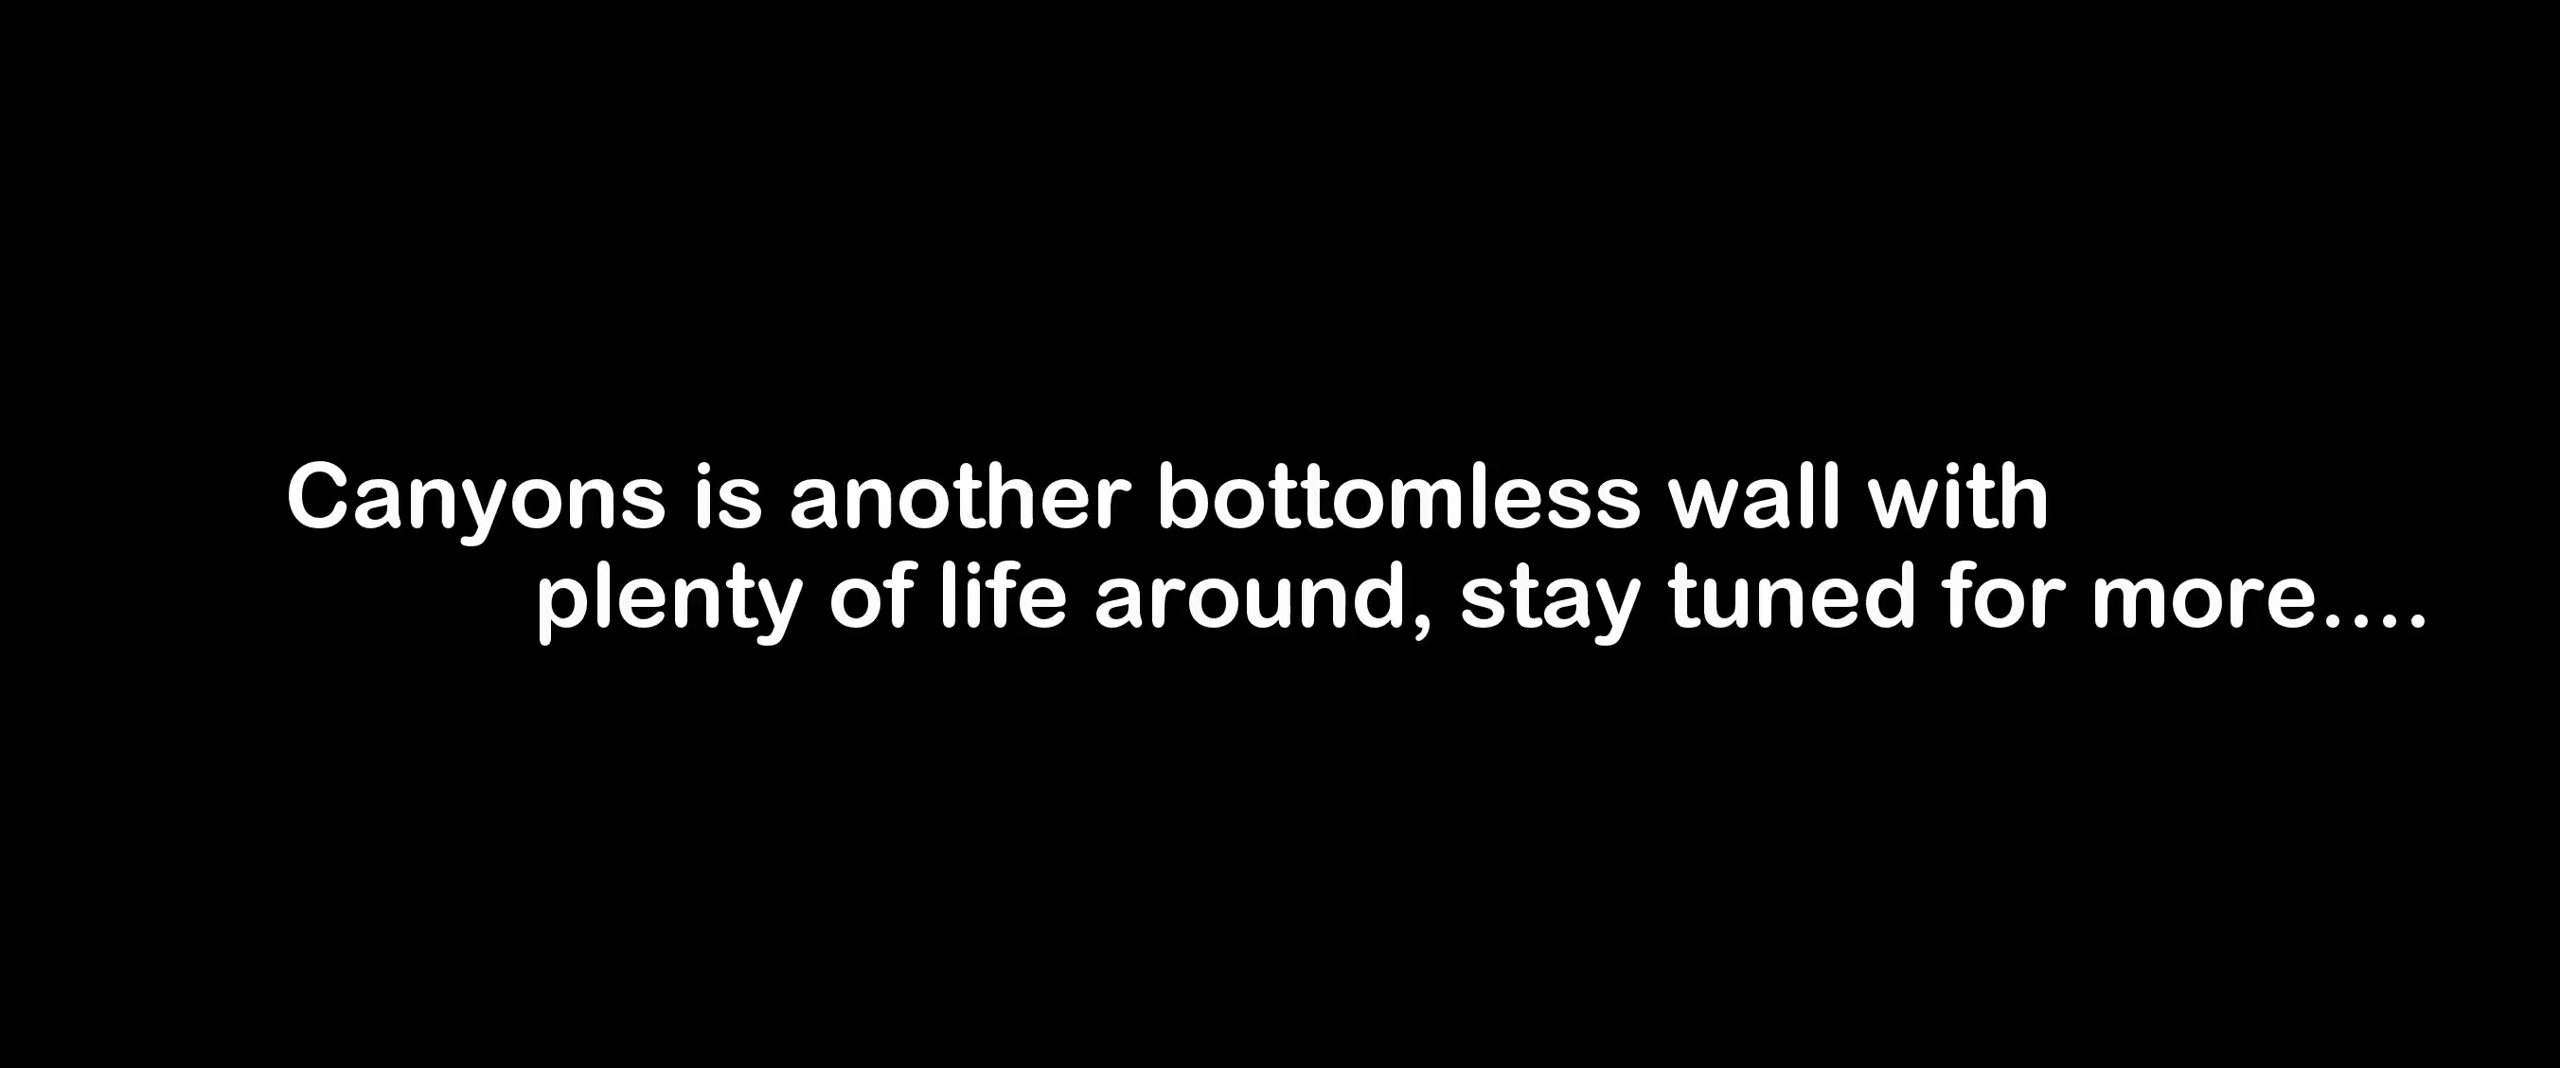 Canyons is another bottomless wall with
plenty of life around, stay tuned for more....